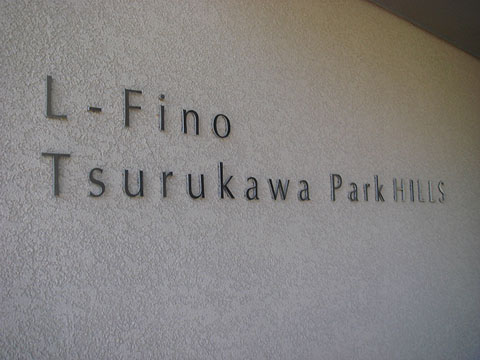 L-Fino
Tsurukawa Park HILLS